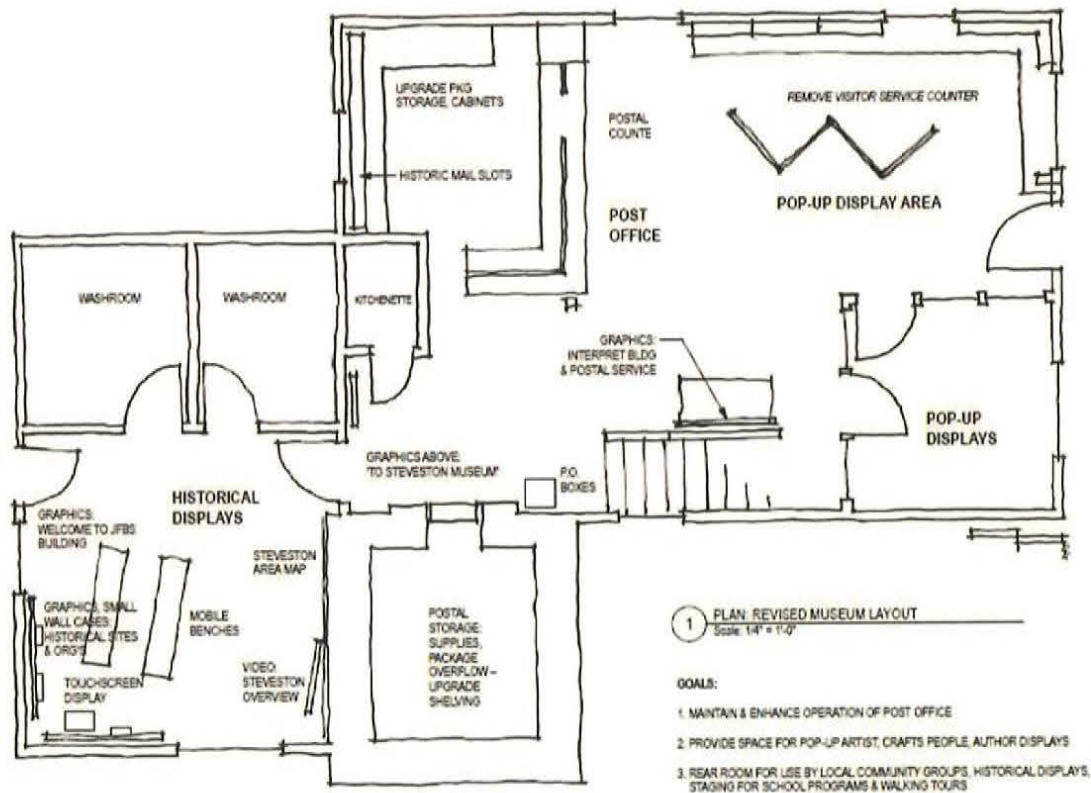 UPGRADE PKG
STORAGE, CABINETS
HISTORIC MAIL SLOTS
POSTAL
COUNTE
REMOVE VISITOR SERVICE COUNTER
POP-UP DISPLAY AREA
POST
OFFICE
WASHROOM
WASHROOM
KITCHENETTE
GRAPHICS:
INTERPRET BLDG
& POSTAL SERVICE
POP-UP
DISPLAYS
GRAPHICS ABOVE:
"TO STEVESTON MUSEUM"
P.O.
BOXES
HISTORICAL
DISPLAYS
GRAPHICS:
WELCOME TO JFBS
BUILDING
STEVESTON
AREA MAP
GRAPHICS, SMALL
WALL CASES:
HISTORICAL SITES
& ORG'S
MOBILE
BENCHES
TOUCHSCREEN
DISPLAY
VIDEO:
STEVESTON
OVERVIEW
POSTAL
STORAGE:
SUPPLIES,
PACKAGE
OVERFLOW –
UPGRADE
SHELVING
1 PLAN: REVISED MUSEUM LAYOUT
Scale: 1/4" = 1'-0"
GOALS:
1. MAINTAIN & ENHANCE OPERATION OF POST OFFICE
2. PROVIDE SPACE FOR POP-UP ARTIST, CRAFTS PEOPLE, AUTHOR DISPLAYS
3. REAR ROOM FOR USE BY LOCAL COMMUNITY GROUPS, HISTORICAL DISPLAYS,
STAGING FOR SCHOOL PROGRAMS & WALKING TOURS